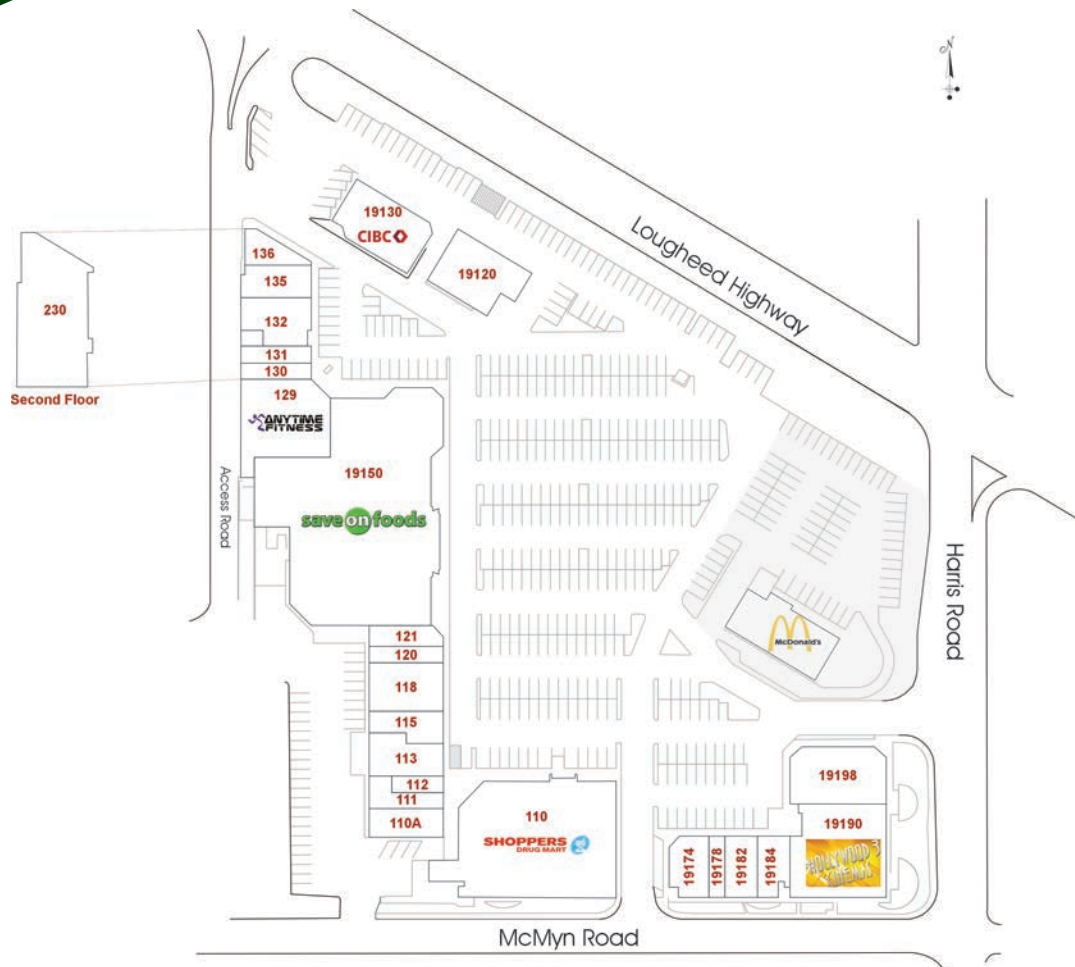 N
Lougheed Highway
19130
CIBC
19120
136
135
132
131
130
230
Second Floor
129
ANYTIME
FITNESS
19150
save on foods
Access Road
Harris Road
McDonald's
121
120
118
115
113
112
111
110A
110
SHOPPERS
DRUG MART
19198
19190
HOLLYWOOD 3
CINEMAS
19174
19178
19182
19184
McMyn Road